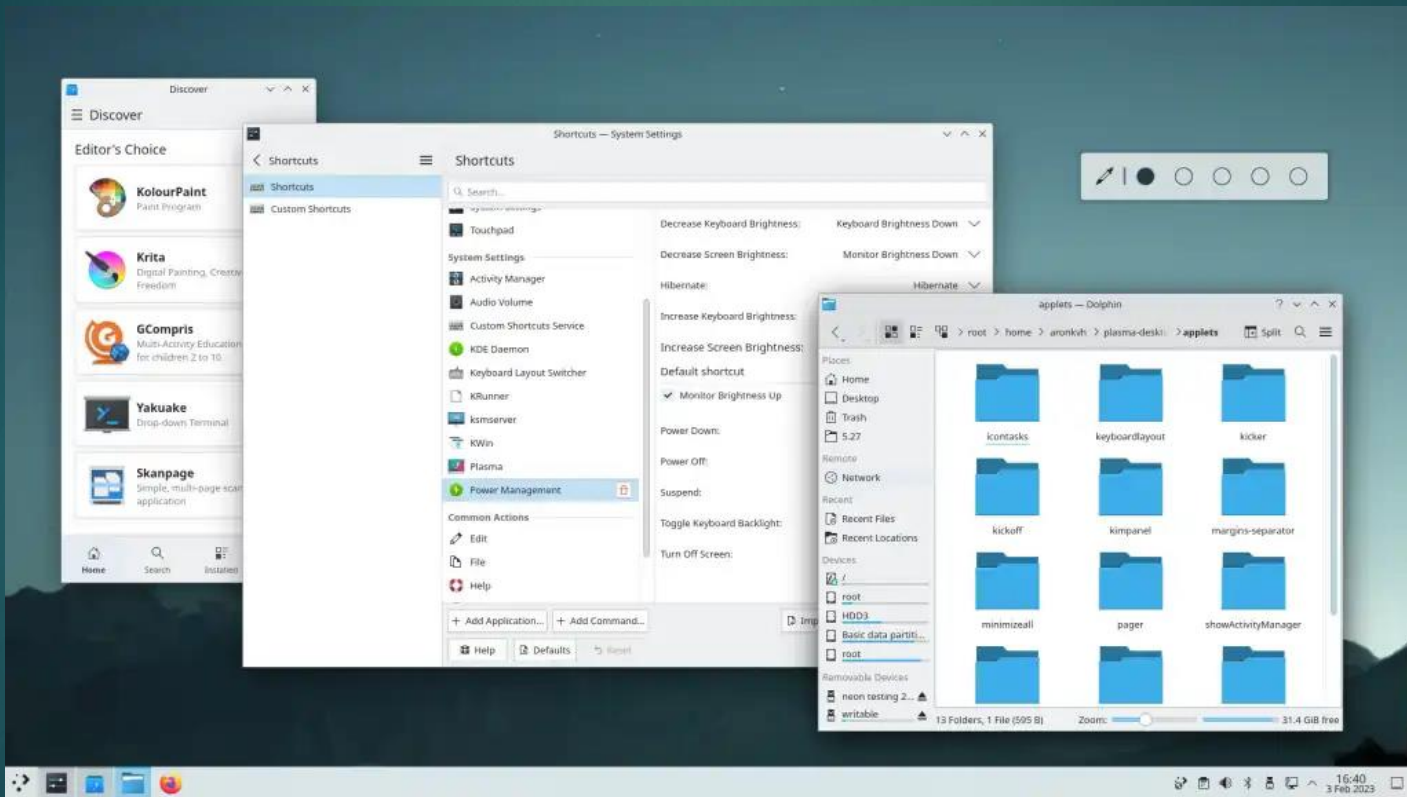 Discover
Discover
Editor's Choice
KolourPaint
Paint Program
Krita
Digital Painting,
Freedom
GCompris
Multi-Activity Education
for children 2 to 10
Yakuake
Drop-down Terminal
Skanpage
Simple, multi-page
application
Home
Search
Installed
Shortcuts — System Settings
Shortcuts
Shortcuts
Custom Shortcuts
Shortcuts
Search...
System Settings
Touchpad
System Settings
Activity Manager
Audio Volume
Custom Shortcuts Service
KDE Daemon
Keyboard Layout Switcher
KRunner
ksmserver
KWin
Plasma
Power Management
Common Actions
Edit
File
Help
+ Add Application...
+ Add Command...
Help
Defaults
Reset
Decrease Keyboard Brightness: Keyboard Brightness Down
Decrease Screen Brightness: Monitor Brightness Down
Hibernate: Hibernate
Increase Keyboard Brightness:
Increase Screen Brightness:
Default shortcut
Monitor Brightness Up
Power Down:
Power Off:
Suspend:
Toggle Keyboard Backlight:
Turn Off Screen:
applets — Dolphin
> root > home > > > applets
Split
Places
Home
Desktop
Trash
5.27
Remote
Network
Recent
Recent Files
Recent Locations
Devices
/
root
HDD3
Basic data partiti...
root
Removable Devices
neon testing 2...
writable
icontasks
keyboardlayout
kicker
kickoff
kimpanel
margins-separator
minimizeall
pager
showActivityManager
13 Folders, 1 File (595 B)
Zoom:
31.4 GiB free
16:40
3 Feb 2023